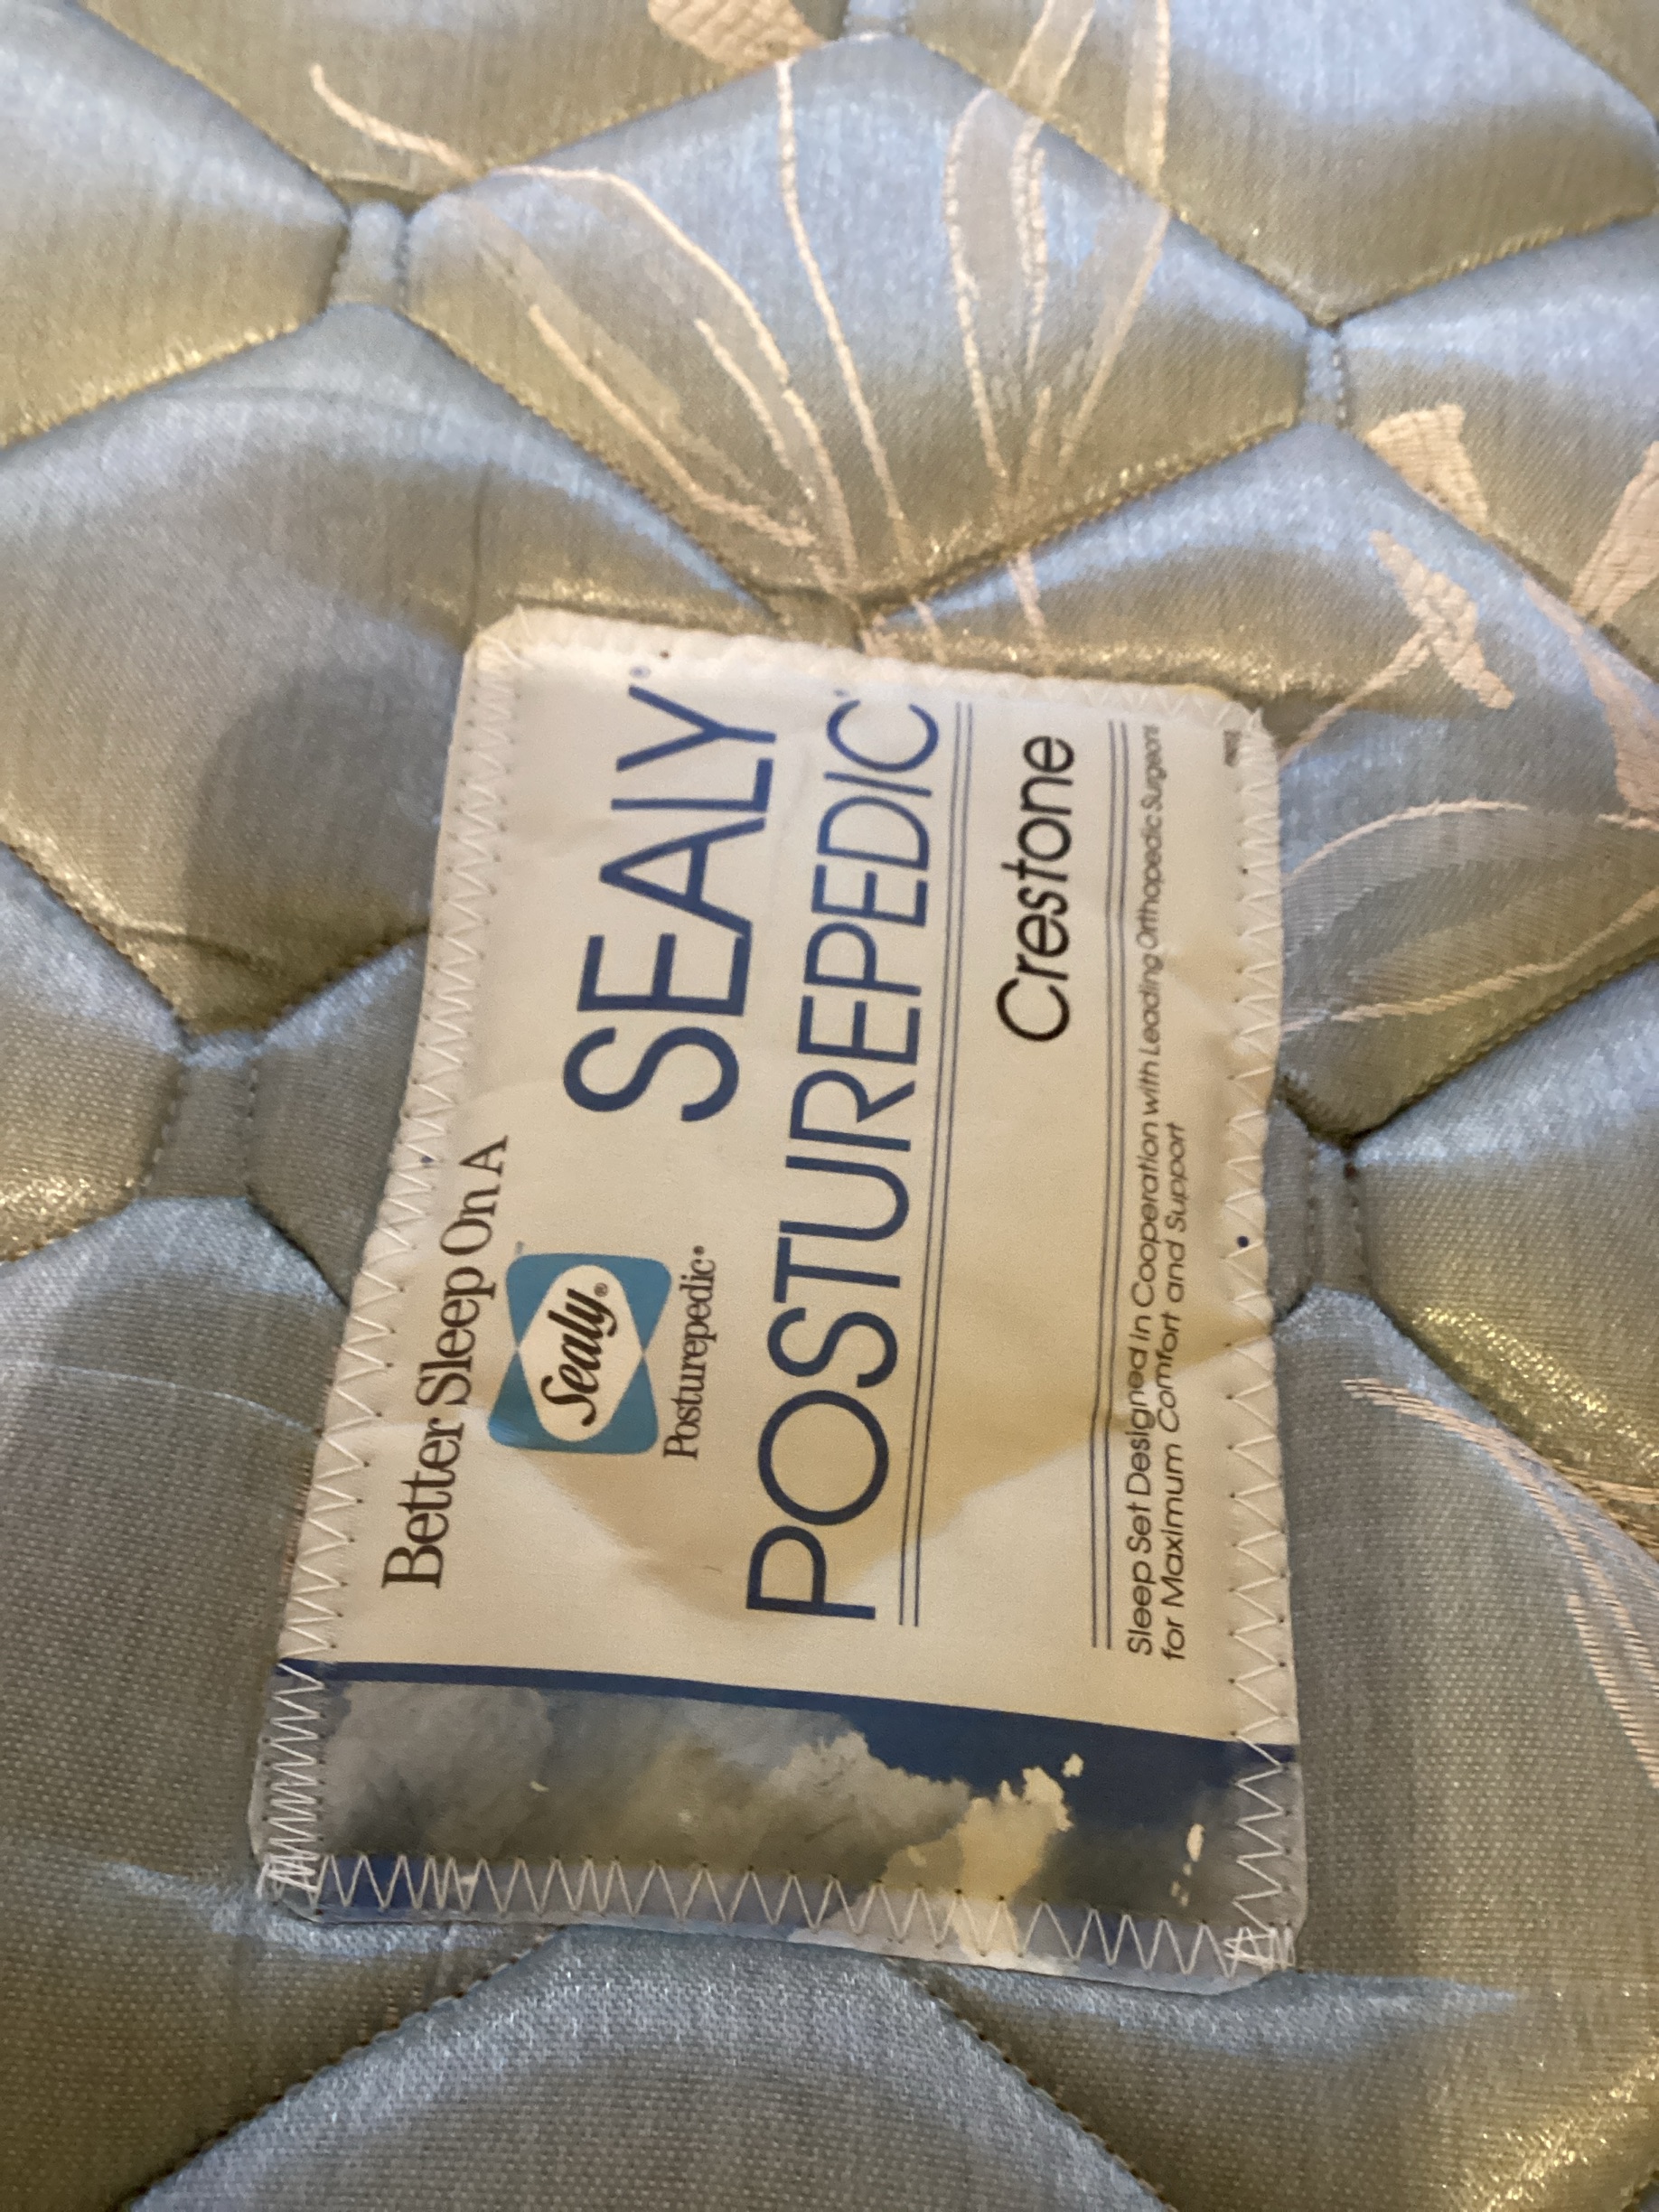 Better Sleep On A
Sealy®
Posturepedic®
SEALY®
POSTUREPEDIC®
Crestone
Sleep Set Designed in Cooperation with Leading Orthopedic Surgeons
for Maximum Comfort and Support